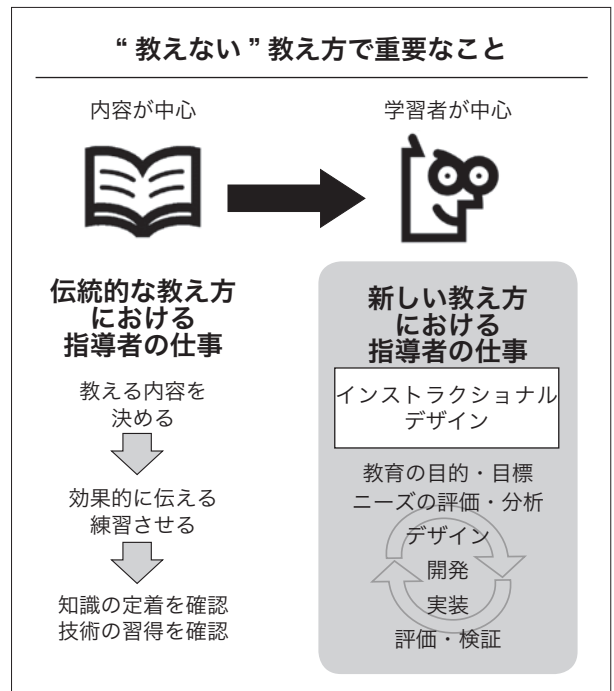 “ 教えない ” 教え方で重要なこと
内容が中心
学習者が中心
伝統的な教え方
における
指導者の仕事
教える内容を
決める
効果的に伝える
練習させる
知識の定着を確認
技術の習得を確認
新しい教え方
における
指導者の仕事
インストラクショナル
デザイン
教育の目的・目標
ニーズの評価・分析
デザイン
開発
実装
評価・検証